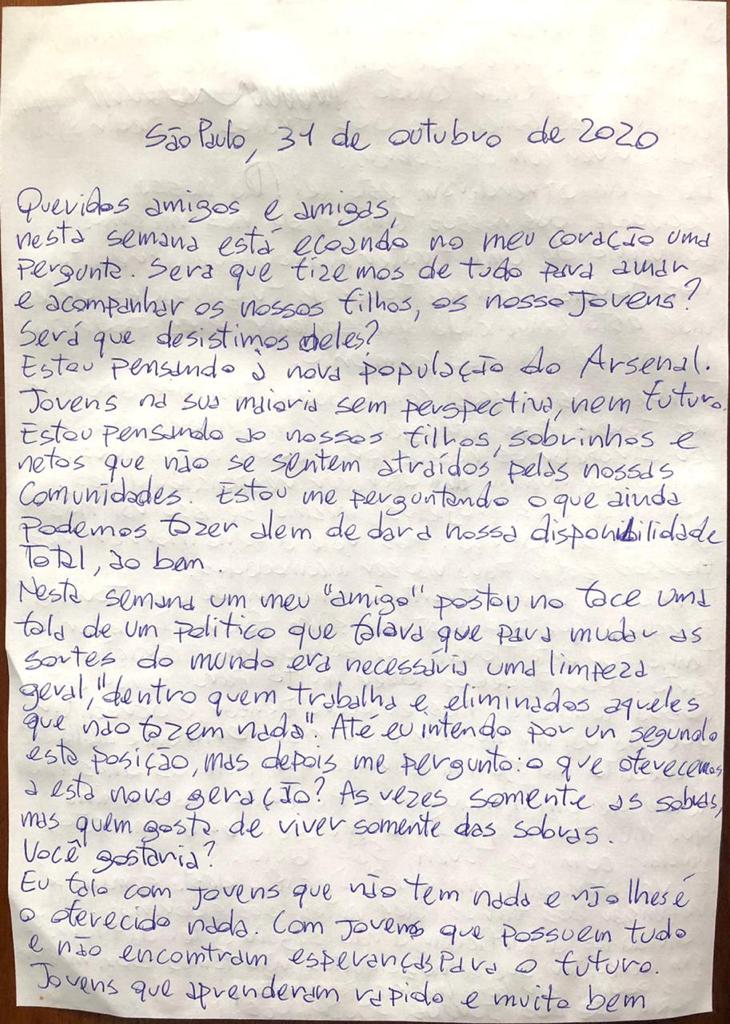 São Paulo, 31 de outubro de 2020
Queridos amigos e amigas,
nesta semana está ecoando no meu coração uma
pergunta. Sera que fizemos de tudo para amar
e acompanhar os nossos filhos, os nosso Jovens?
Será que desistimos deles?
Estou pensando à nova população do Arsenal.
Jovens na sua maioria sem perspectiva, nem futuro.
Estou pensando ao nossos filhos, sobrinhos e
netos que não se sentem atraídos pelas nossas
Comunidades. Estou me perguntando o que ainda
Podemos fazer alem de dar a nossa disponibilidade
Total, ao bem.
Nesta semana um meu "amigo" postou no face uma
fala de um politico que falava que para mudar as
sortes do mundo era necessária uma limpeza
geral, "dentro quem trabalha e eliminados aqueles
que não fazem nada". Até eu intendo por un segundo
esta posição, mas depois me pergunto: o que oferecemos
a esta nova geração? As vezes somente as sobras,
mas quem gosta de viver somente das sobras.
Você gostaria?
Eu falo com Jovens que não tem nada e não lhes é
o oferecido nada. Com Jovens que possuem tudo
e não encomtram esperanças Para o futuro.
Jovens que aprenderam rapido e muito bem